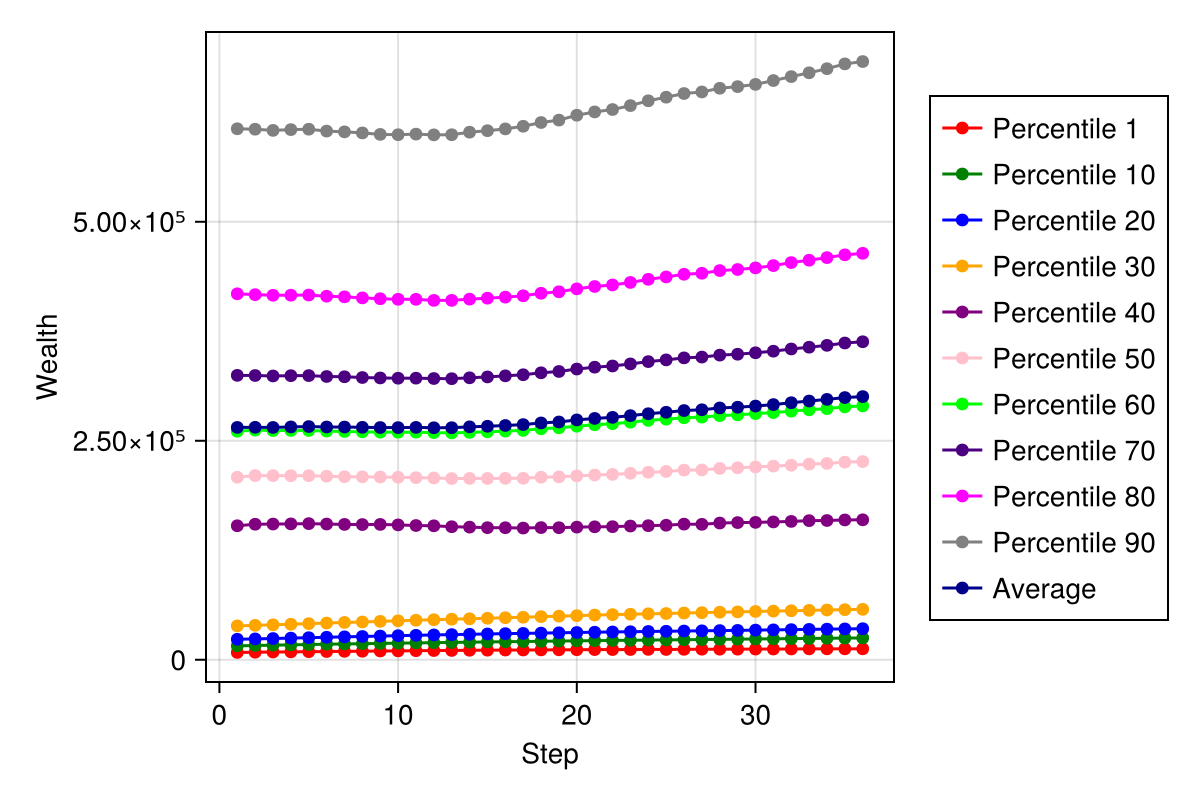 5.00×10⁵
2.50×10⁵
0
Wealth
0 10 20 30
Step
Percentile 1
Percentile 10
Percentile 20
Percentile 30
Percentile 40
Percentile 50
Percentile 60
Percentile 70
Percentile 80
Percentile 90
Average